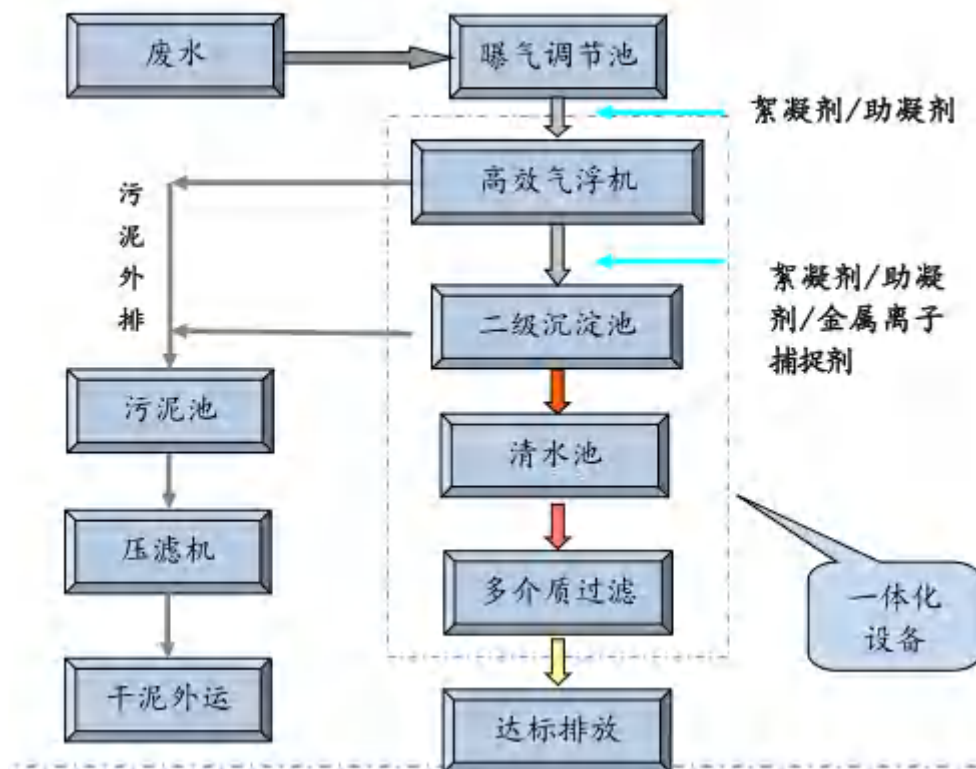 废水
曝气调节池
絮凝剂/助凝剂
高效气浮机
污
泥
外
排
絮凝剂/助凝
剂/金属离子
捕捉剂
二级沉淀池
污泥池
清水池
压滤机
多介质过滤
一体化
设备
干泥外运
达标排放